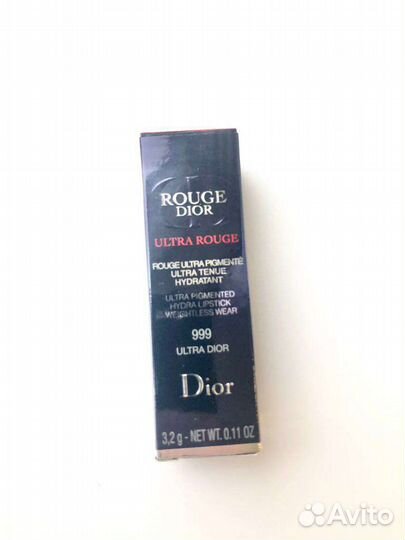 ROUGE
DIOR
ULTRA ROUGE
ROUGE ULTRA PIGMENTÉ
ULTRA TENUE
HYDRATANT
ULTRA PIGMENTED
HYDRA LIPSTICK
WEIGHTLESS WEAR
999
ULTRA DIOR
Dior
3,2 g - NET WT. 0.11 OZ
Avito